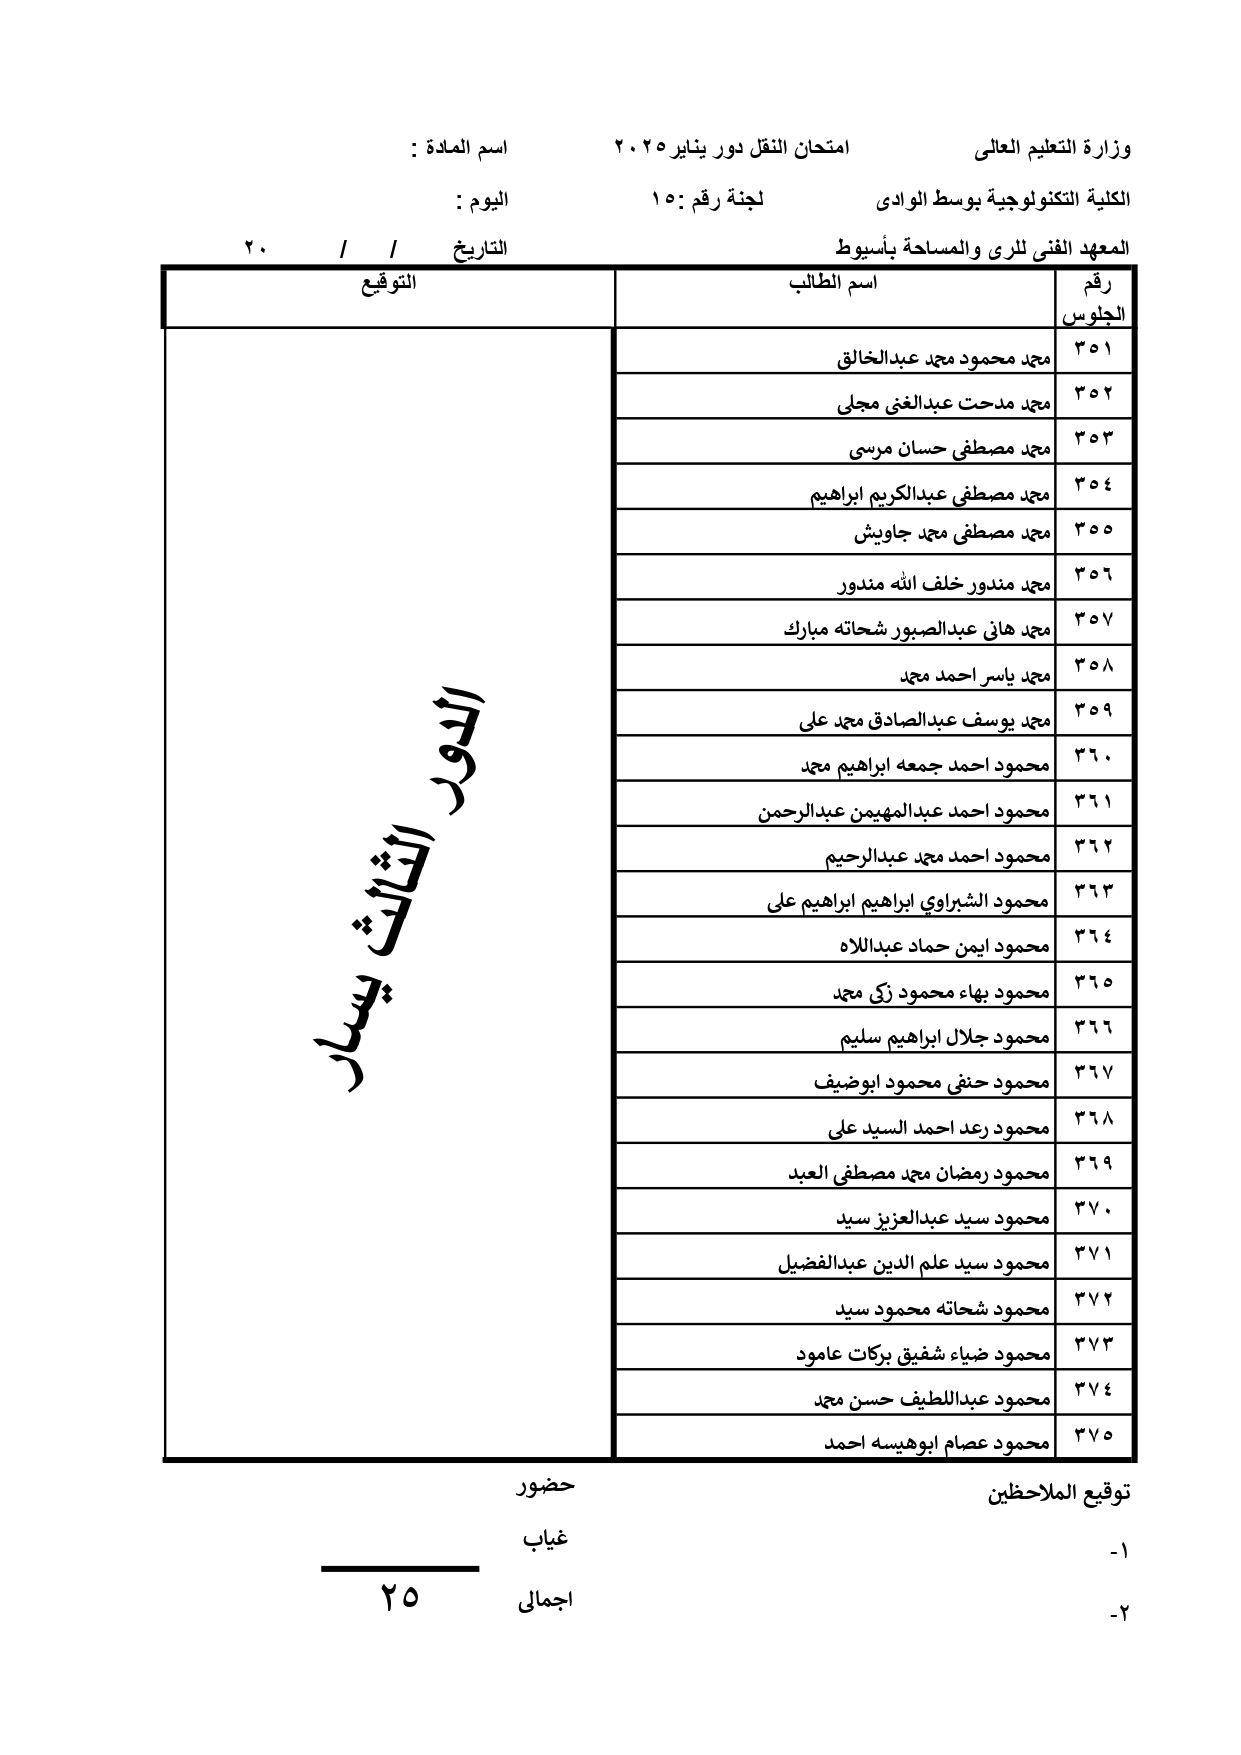 وزارة التعليم العالى امتحان النقل دور يناير ٢٠٢٥ اسم المادة :
الكلية التكنولوجية بوسط الوادى لجنة رقم :١٥ اليوم :
المعهد الفنى للرى والمساحة بأسيوط التاريخ / / ٢٠
رقم الجلوس اسم الطالب التوقيع
٣٥١ محمد محمود محمد عبدالخالق
٣٥٢ محمد مدحت عبدالغنى مجلى
٣٥٣ محمد مصطفى حسان مرسى
٣٥٤ محمد مصطفى عبدالكريم ابراهيم
٣٥٥ محمد مصطفى محمد جاويش
٣٥٦ محمد مندور خلف الله مندور
٣٥٧ محمد هانى عبدالصبور شحاته مبارك
٣٥٨ محمد ياسر احمد محمد
٣٥٩ محمد يوسف عبدالصادق محمد على
٣٦٠ محمود احمد جمعه ابراهيم محمد
٣٦١ محمود احمد عبدالمهيمن عبدالرحمن
٣٦٢ محمود احمد محمد عبدالرحيم
٣٦٣ محمود الشبراوي ابراهيم ابراهيم على
٣٦٤ محمود ايمن حماد عبداللاه
٣٦٥ محمود بهاء محمود زكى محمد
٣٦٦ محمود جلال ابراهيم سليم
٣٦٧ محمود حنفى محمود ابوضيف
٣٦٨ محمود رعد احمد السيد على
٣٦٩ محمود رمضان محمد مصطفى العبد
٣٧٠ محمود سيد عبدالعزيز سيد
٣٧١ محمود سيد علم الدين عبدالفضيل
٣٧٢ محمود شحاته محمود سيد
٣٧٣ محمود ضياء شفيق بركات عامود
٣٧٤ محمود عبداللطيف حسن محمد
٣٧٥ محمود عصام ابوهيسه احمد
الدور الثالث يسار
توقيع الملاحظين حضور
١- غياب
٢- اجمالى ٢٥